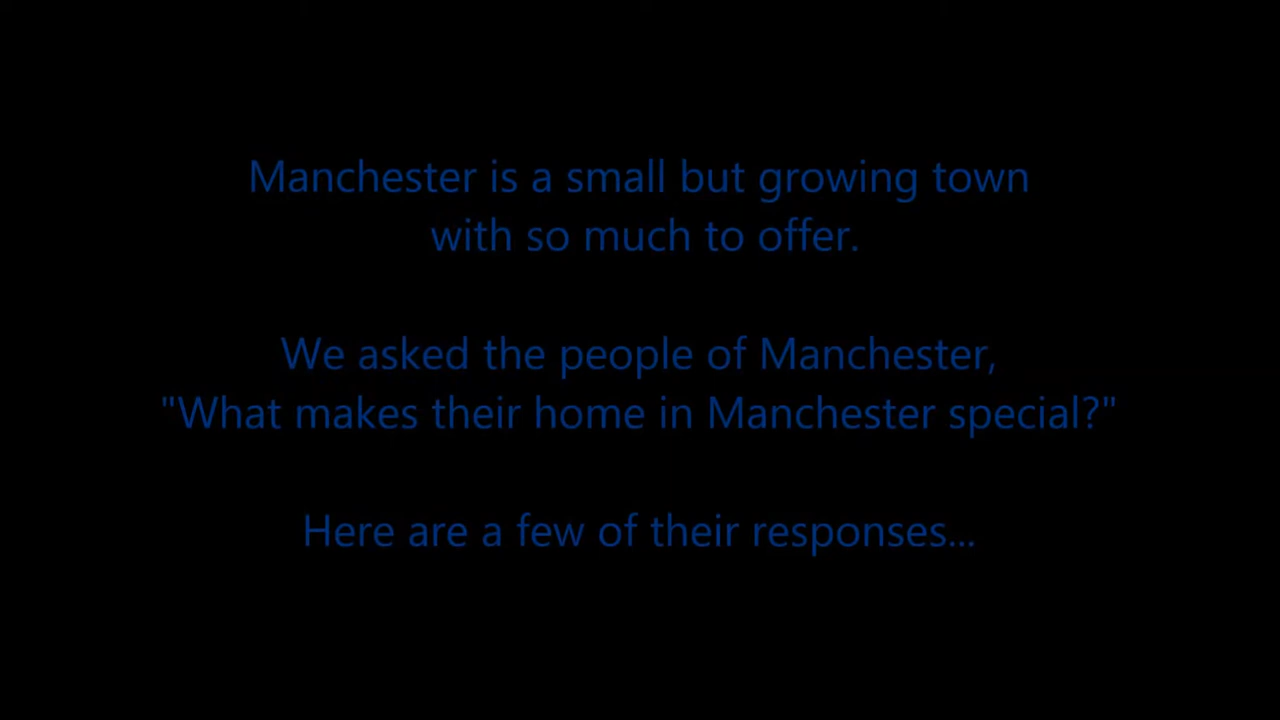 Manchester is a small but growing town
with so much to offer.
We asked the people of Manchester,
"What makes their home in Manchester special?"
Here are a few of their responses...